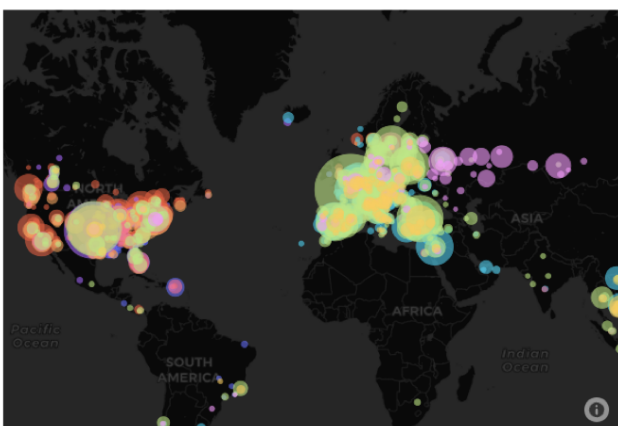 NORTH
AMERICA
ASIA
AFRICA
Pacific
Ocean
Indian
Ocean
SOUTH
AMERICA